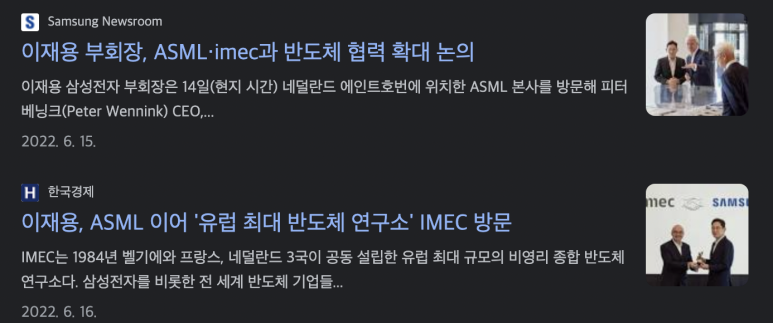 Samsung Newsroom
이재용 부회장, ASML·imec과 반도체 협력 확대 논의
이재용 삼성전자 부회장은 14일(현지 시간) 네덜란드 에인트호번에 위치한 ASML 본사를 방문해 피터
베닝크(Peter Wennink) CEO,...
2022. 6. 15.
H 한국경제
이재용, ASML 이어 '유럽 최대 반도체 연구소' IMEC 방문
IMEC는 1984년 벨기에와 프랑스, 네덜란드 3국이 공동 설립한 유럽 최대 규모의 비영리 종합 반도체
연구소다. 삼성전자를 비롯한 전 세계 반도체 기업들...
mec SAMSU
2022. 6. 16.